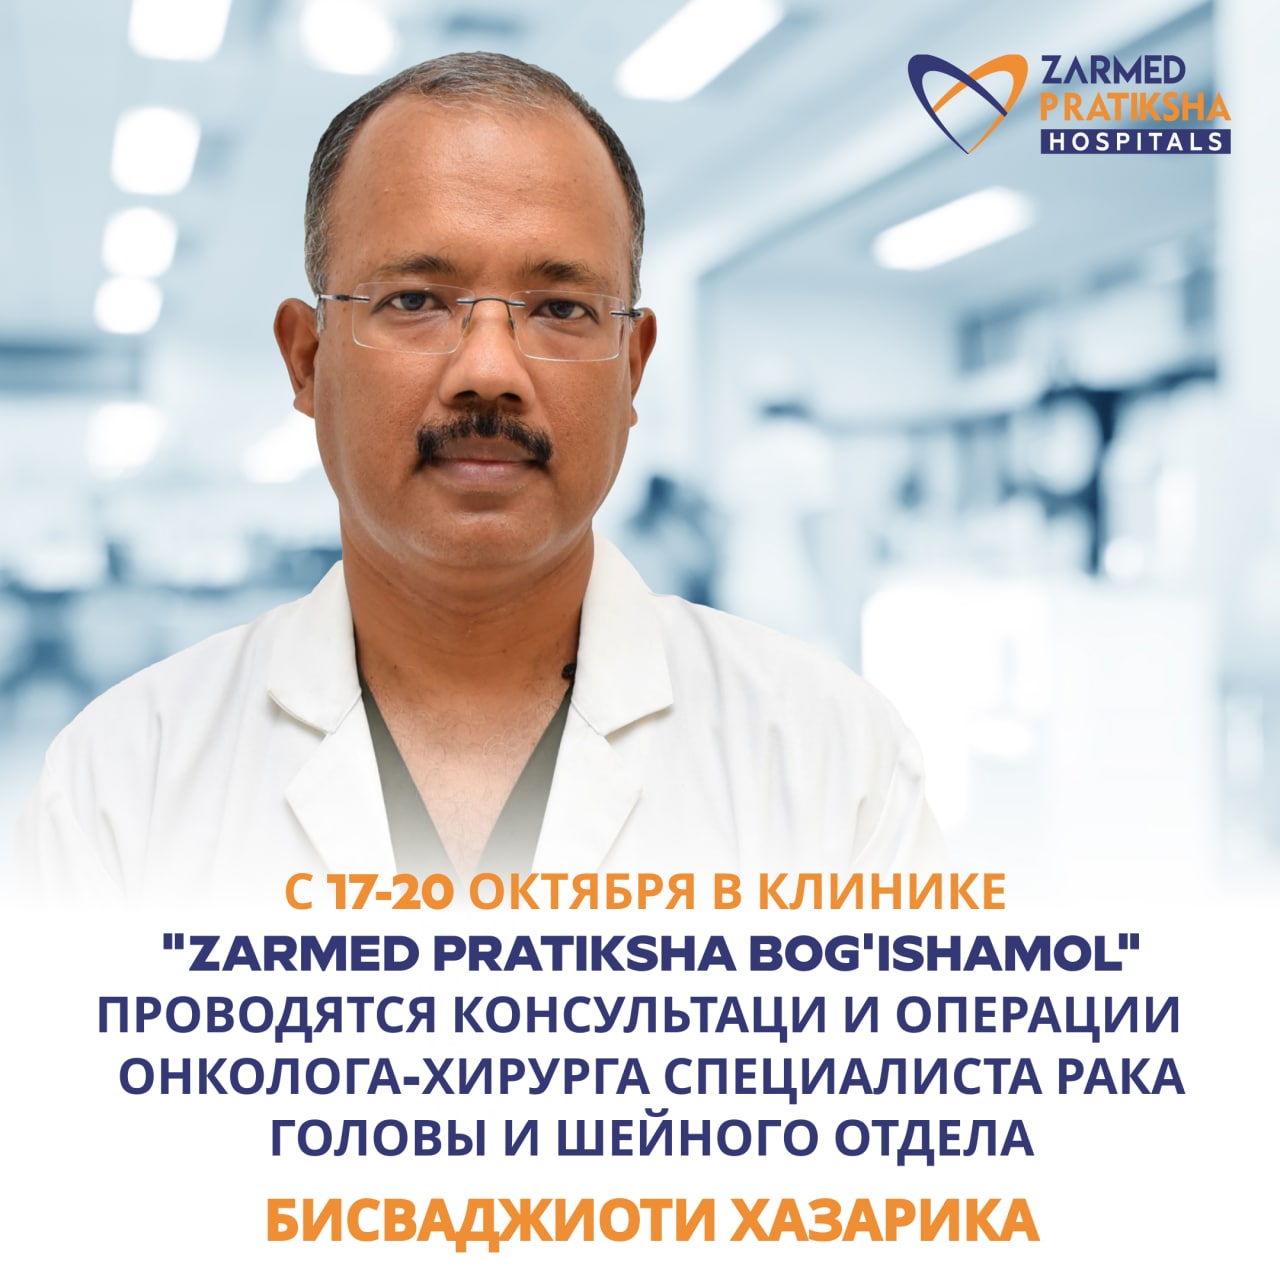 ZARMED
PRATIKSHA
HOSPITALS
С 17-20 ОКТЯБРЯ В КЛИНИКЕ
"ZARMED PRATIKSHA BOG'ISHAMOL"
ПРОВОДЯТСЯ КОНСУЛЬТАЦИ И ОПЕРАЦИИ
ОНКОЛОГА-ХИРУРГА СПЕЦИАЛИСТА РАКА
ГОЛОВЫ И ШЕЙНОГО ОТДЕЛА
БИСВАДЖИОТИ ХАЗАРИКА